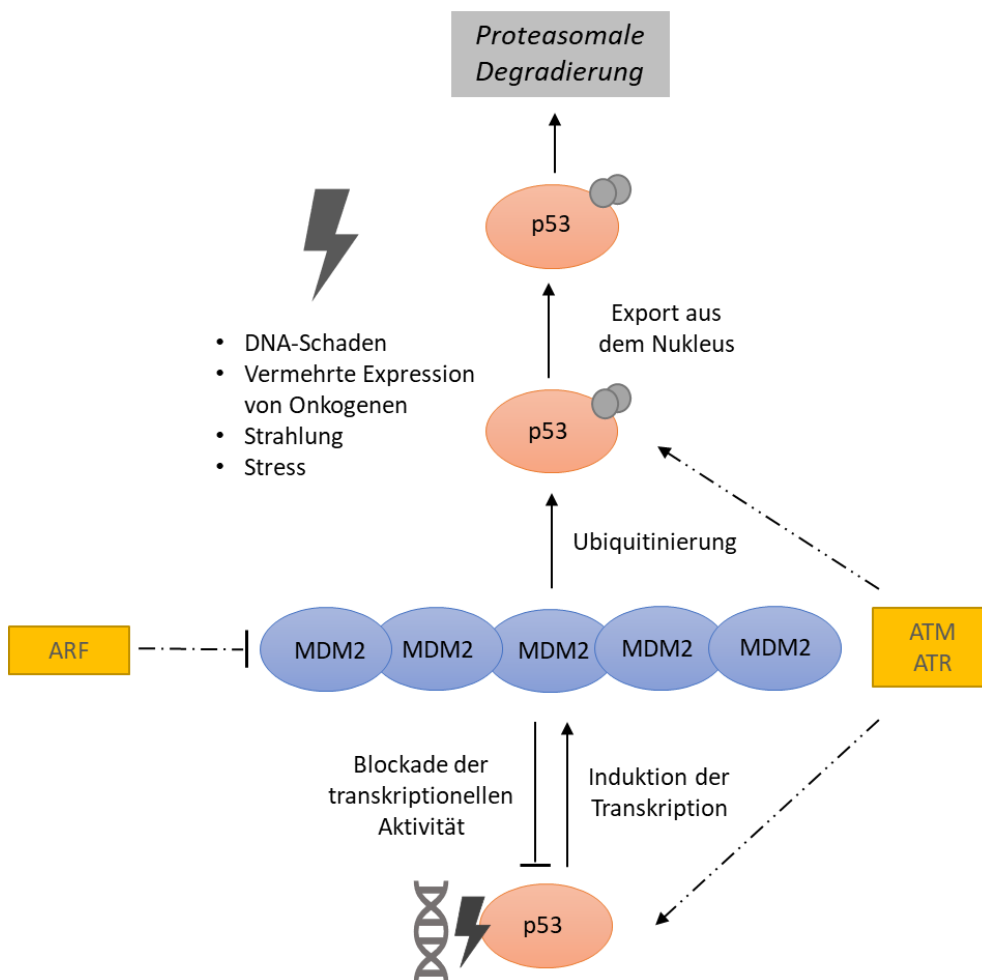 Proteasomale
Degradierung
p53
Export aus
dem Nukleus
• DNA-Schaden
• Vermehrte Expression
von Onkogenen
• Strahlung
• Stress
p53
Ubiquitinierung
ARF
MDM2
MDM2
MDM2
MDM2
MDM2
ATM
ATR
Blockade der
transkriptionellen
Aktivität
Induktion der
Transkription
p53